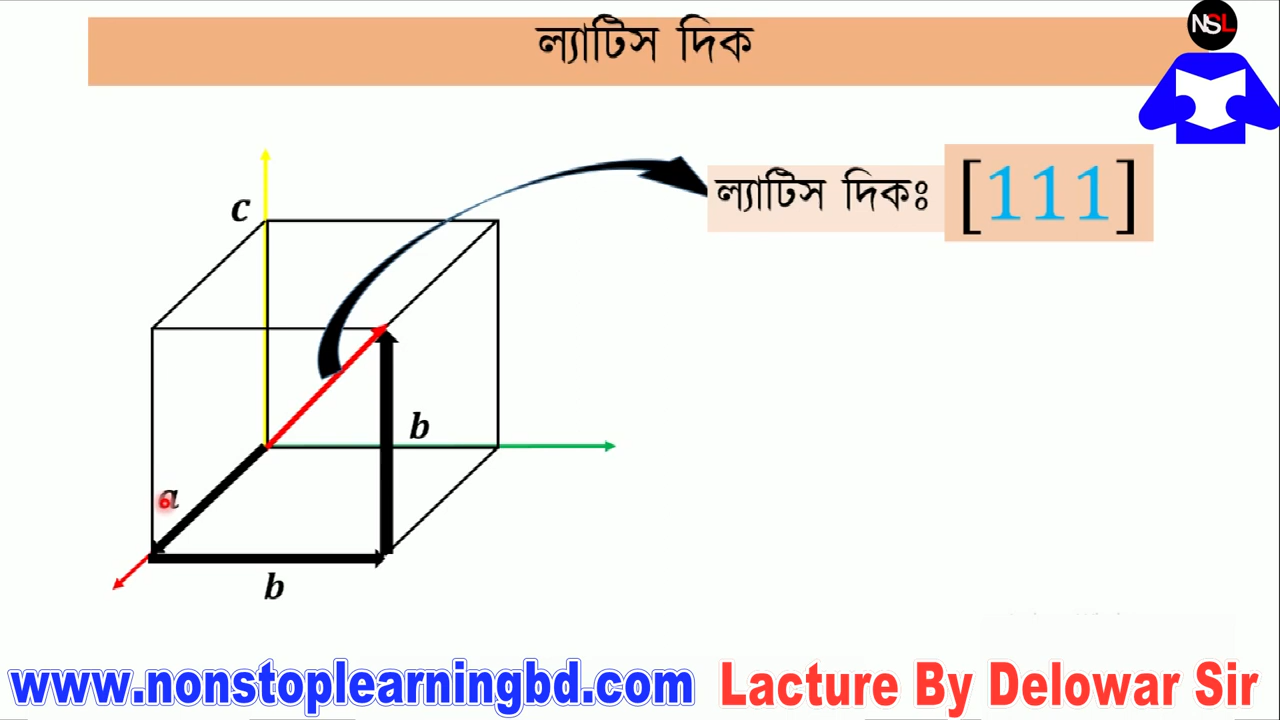 ল্যাটিস দিক
NSL
ল্যাটিস দিকঃ [111]
c
b
a
b
www.nonstoplearningbd.com Lacture By Delowar Sir